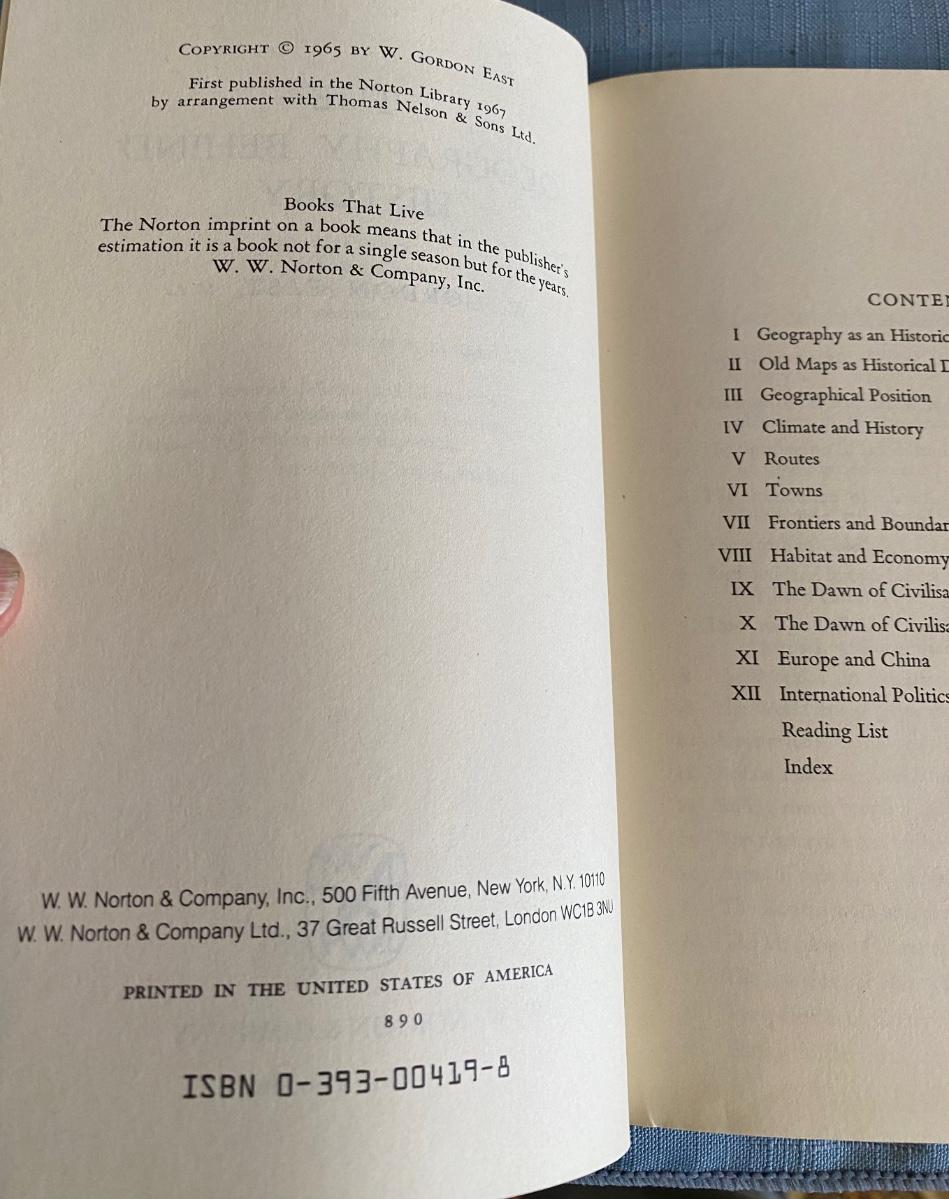 COPYRIGHT © 1965 BY W. GORDON EAST
First published in the Norton Library 1967
by arrangement with Thomas Nelson & Sons Ltd.
Books That Live
The Norton imprint on a book means that in the publisher's
estimation it is a book not for a single season but for the years.
W. W. Norton & Company, Inc.
W. W. Norton & Company, Inc., 500 Fifth Avenue, New York, N.Y. 10110
W. W. Norton & Company Ltd., 37 Great Russell Street, London WC1B 3NU
PRINTED IN THE UNITED STATES OF AMERICA
8 9 0
ISBN 0-393-00419-8
CONTE
I Geography as an Historic
II Old Maps as Historical D
III Geographical Position
IV Climate and History
V Routes
VI Towns
VII Frontiers and Boundar
VIII Habitat and Economy
IX The Dawn of Civilisa
X The Dawn of Civilisa
XI Europe and China
XII International Politics
Reading List
Index